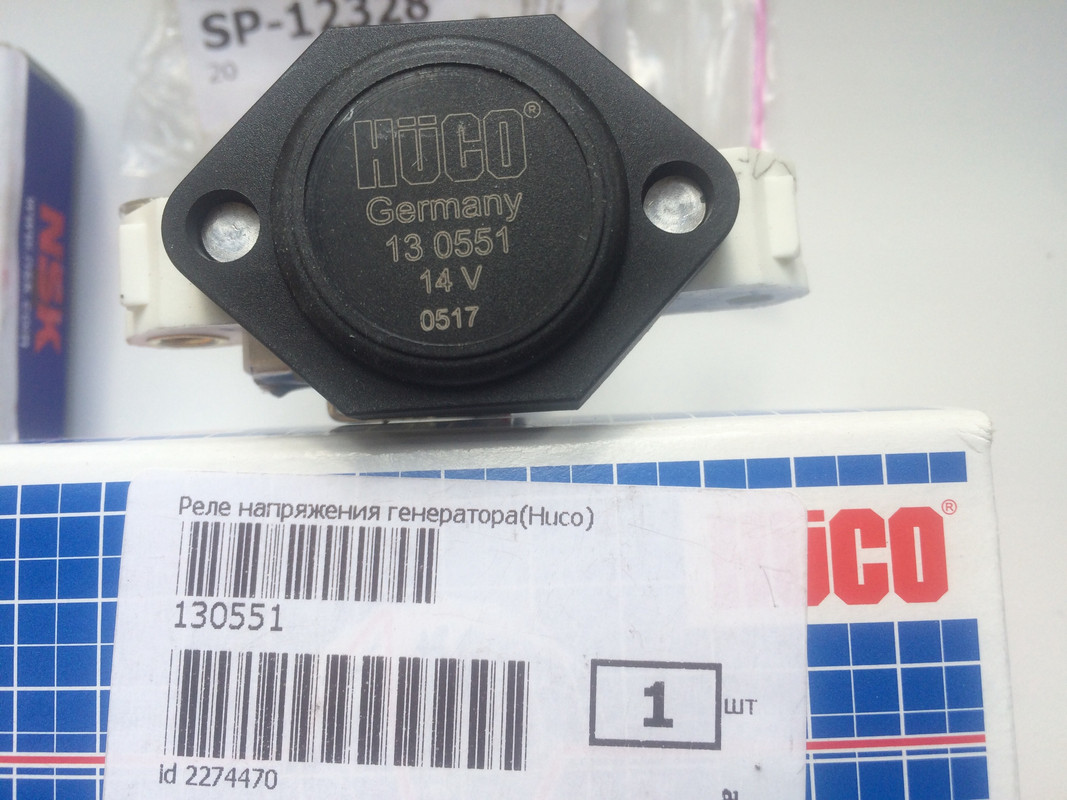 SP-12328
20
HÜCO®
Germany
13 0551
14 V
0517
NSK
Реле напряжения генератора(Huco)
HÜCO®
130551
1 шт
id 2274470